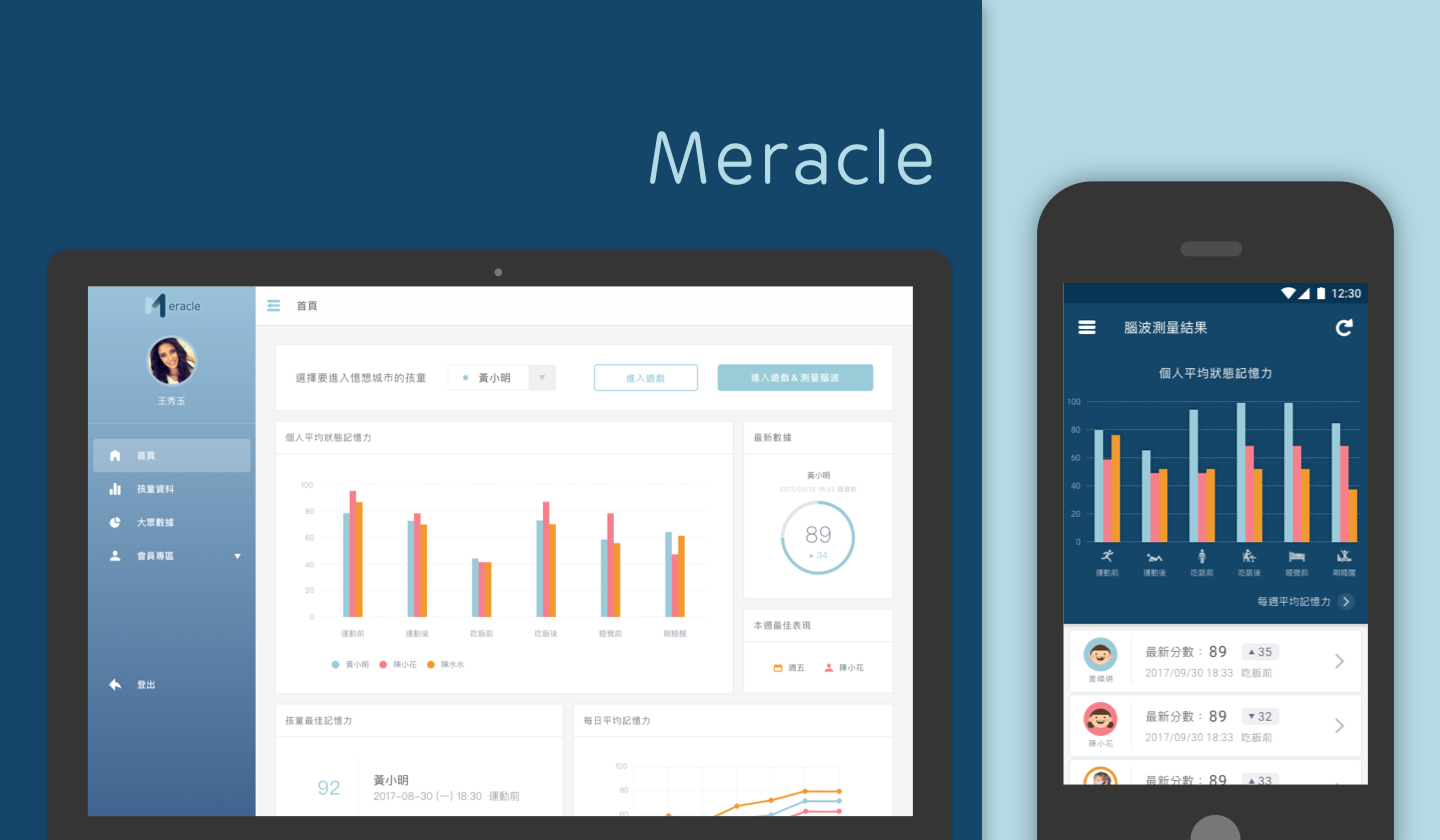 Meracle
Meracle
王秀玉
首頁
孩童資料
大眾數據
會員專區
登出
首頁
選擇要進入憶想城市的孩童
黃小明
進入遊戲
進入遊戲&測量腦波
個人平均狀態記憶力
100
80
60
40
20
0
運動前 運動後 吃飯前 吃飯後 睡覺前 剛睡醒
黃小明 陳小花 陳水水
最新數據
黃小明
2017/09/12 18:22 睡覺前
89
▲ 34
本週最佳表現
週五 陳小花
孩童最佳記憶力
92
黃小明
2017-08-30 (一) 18:30 運動前
每日平均記憶力
100
80
60
12:30
腦波測量結果
個人平均狀態記憶力
100
80
60
40
20
0
運動前 運動後 吃飯前 吃飯後 睡覺前 剛睡醒
每週平均記憶力
最新分數：89 ▲ 35
2017/09/30 18:33 吃飯前
最新分數：89 ▼ 32
2017/09/30 18:33 吃飯前
陳小花
最新分數：89 ▲ 33